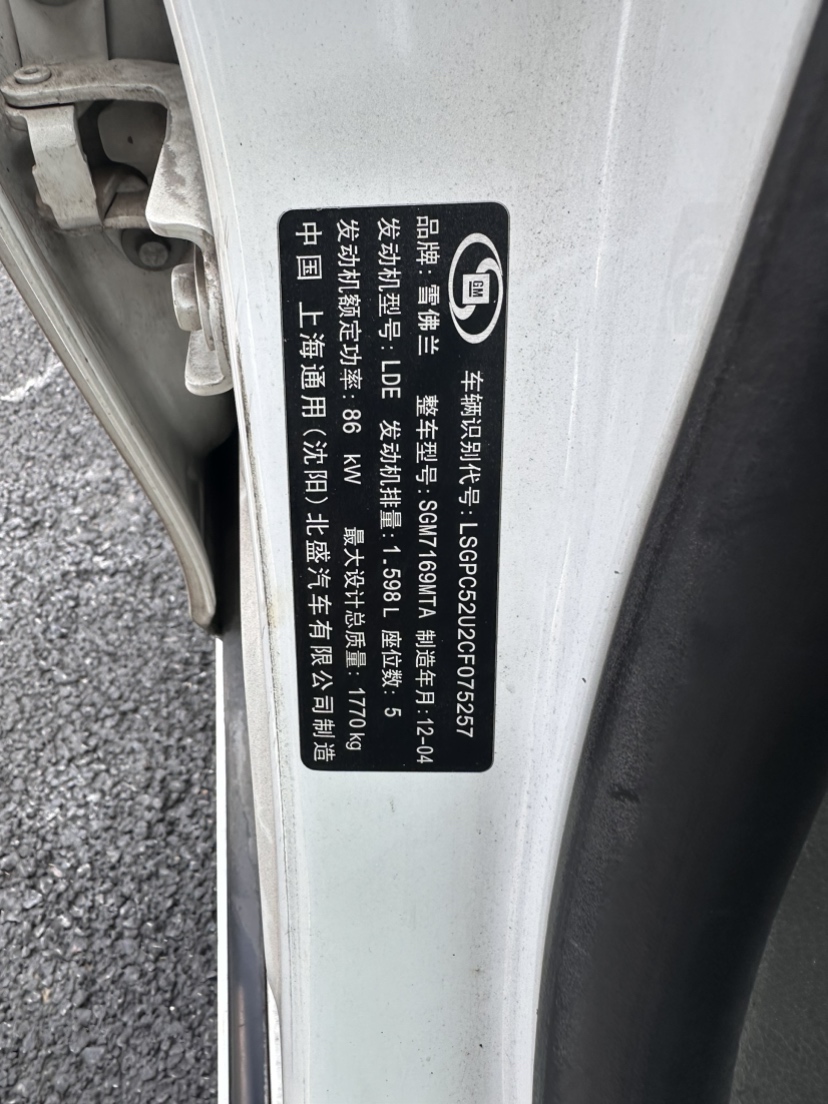 GM
车辆识别代号:LSGPC52U2CF075257
品牌:雪佛兰 整车型号:SGM7169MTA 制造年月:12-04
发动机型号:LDE 发动机排量:1.598L 座位数:5
发动机额定功率:86 kW 最大设计总质量:1770kg
中国 上海通用(沈阳)北盛汽车有限公司制造